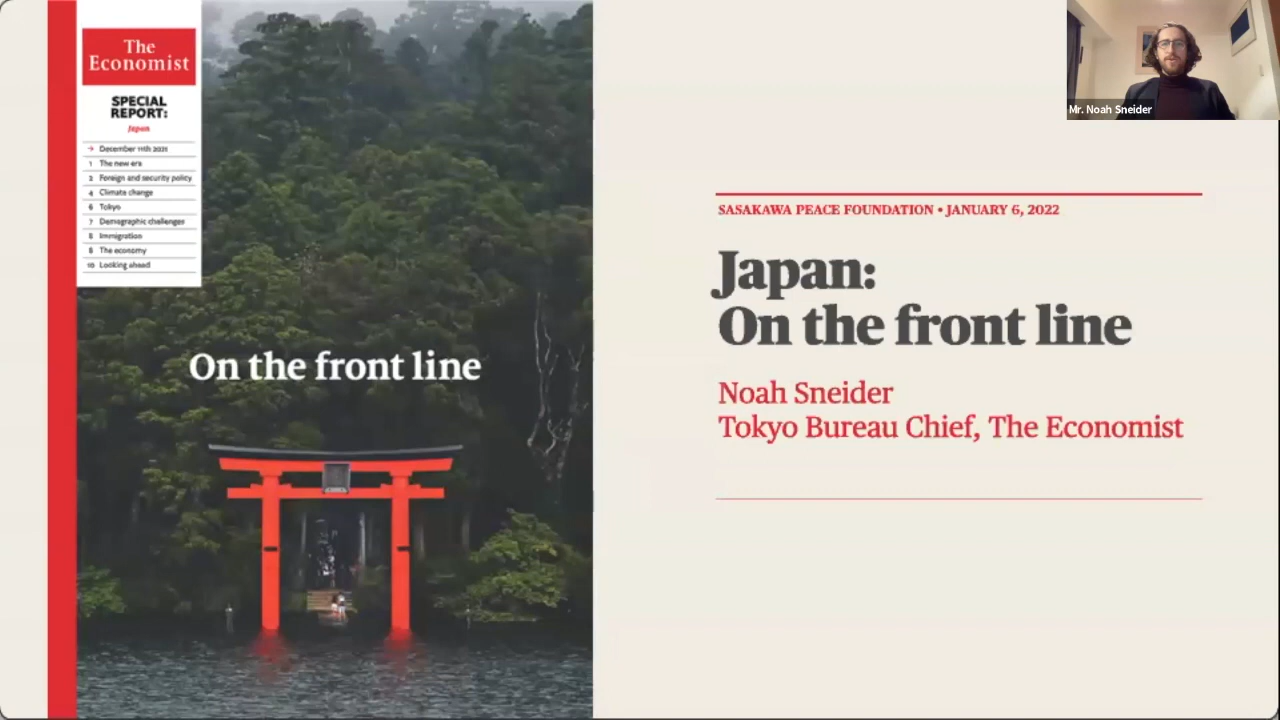 The
Economist
SPECIAL
REPORT:
Japan
→ December 11th 2021
1 The new era
2 Foreign and security policy
4 Climate change
6 Tokyo
7 Demographic challenges
8 Immigration
8 The economy
10 Looking ahead
On the front line
Mr. Noah Sneider
SASAKAWA PEACE FOUNDATION • JANUARY 6, 2022
Japan:
On the front line
Noah Sneider
Tokyo Bureau Chief, The Economist